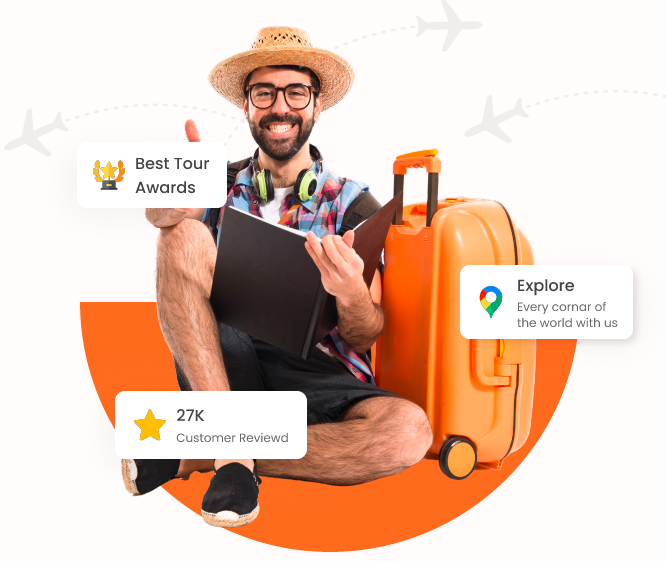 Best Tour
Awards
Explore
Every cornar of
the world with us
27K
Customer Reviewd